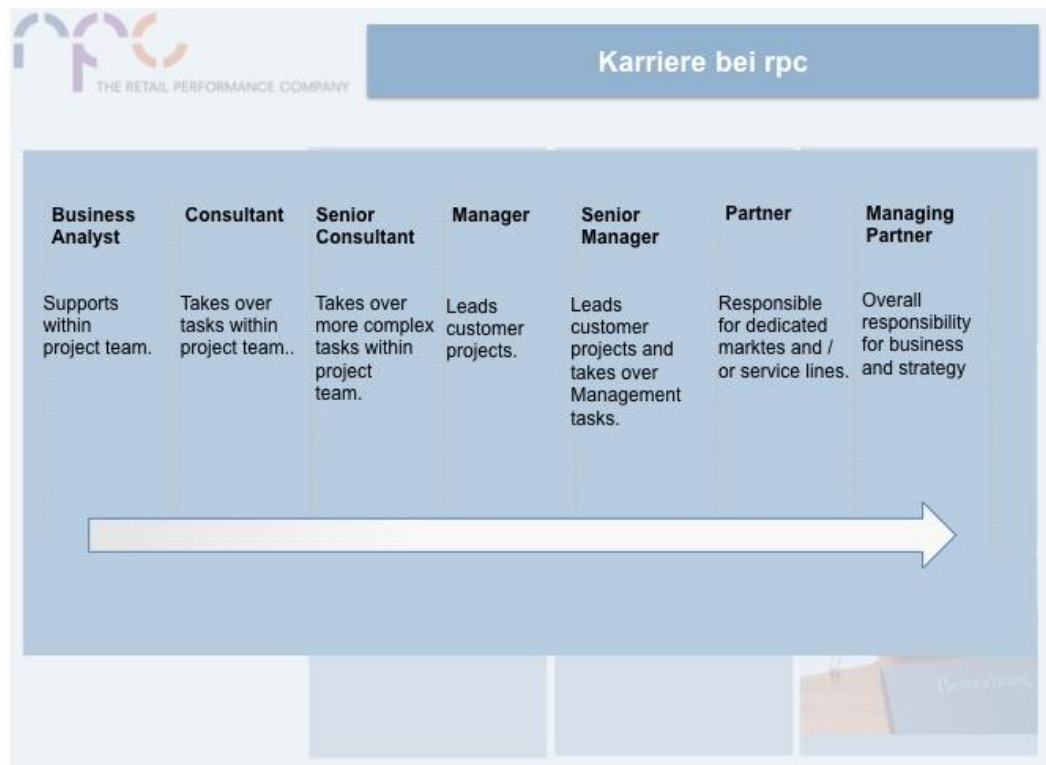 rpc
THE RETAIL PERFORMANCE COMPANY
Karriere bei rpc
Business
Analyst
Supports
within
project team.
Consultant
Takes over
tasks within
project team..
Senior
Consultant
Takes over
more complex
tasks within
project
team.
Manager
Leads
customer
projects.
Senior
Manager
Leads
customer
projects and
takes over
Management
tasks.
Partner
Responsible
for dedicated
marktes and /
or service lines.
Managing
Partner
Overall
responsibility
for business
and strategy